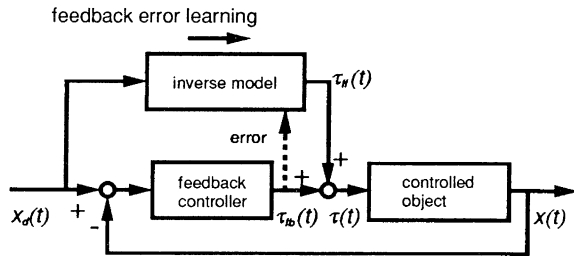 feedback error learning
inverse model
τff(t)
error
+
feedback
controller
+
controlled
object
xd(t)
+
-
τfb(t)
τ(t)
x(t)